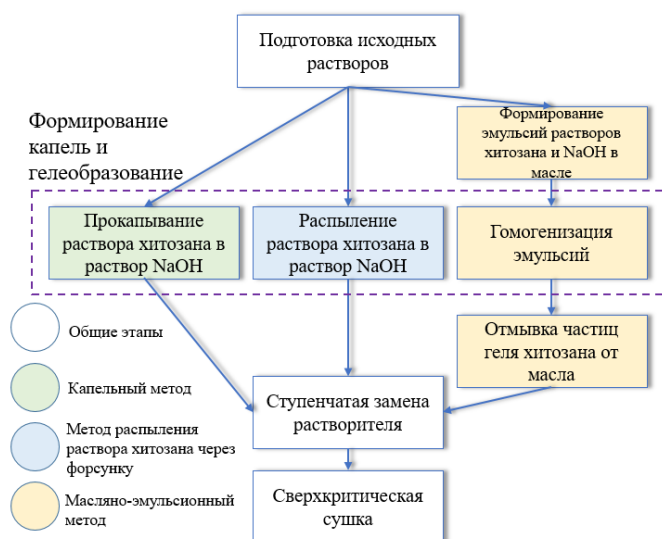 Подготовка исходных
растворов
Формирование
капель и
гелеобразование
Формирование
эмульсий растворов
хитозана и NaOH в
масле
Прокапывание
раствора хитозана в
раствор NaOH
Распыление
раствора хитозана в
раствор NaOH
Гомогенизация
эмульсий
Общие этапы
Капельный метод
Метод распыления
раствора хитозана через
форсунку
Масляно-эмульсионный
метод
Отмывка частиц
геля хитозана от
масла
Ступенчатая замена
растворителя
Сверхкритическая
сушка